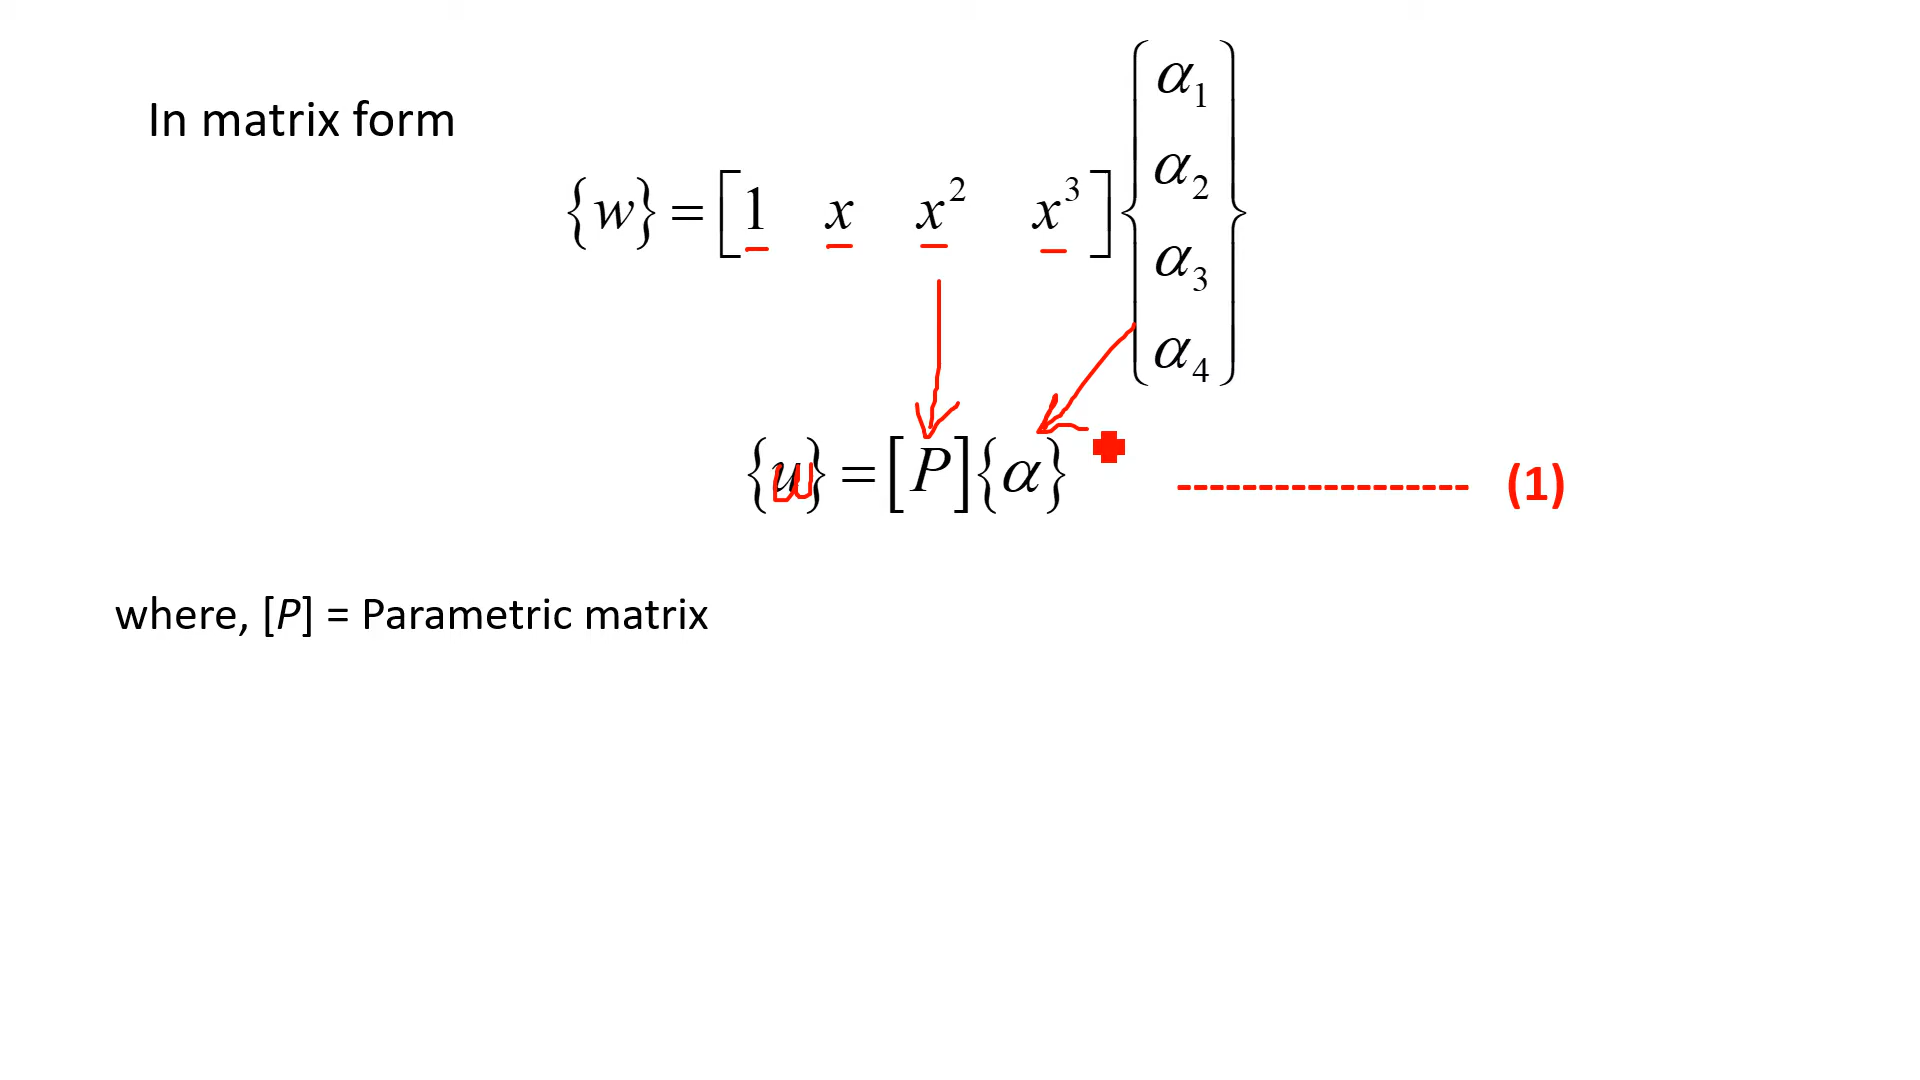 In matrix form
{w} = [1 x x² x³] {α₁ α₂ α₃ α₄}
{u} = [P]{α} ------------------ (1)
w
where, [P] = Parametric matrix